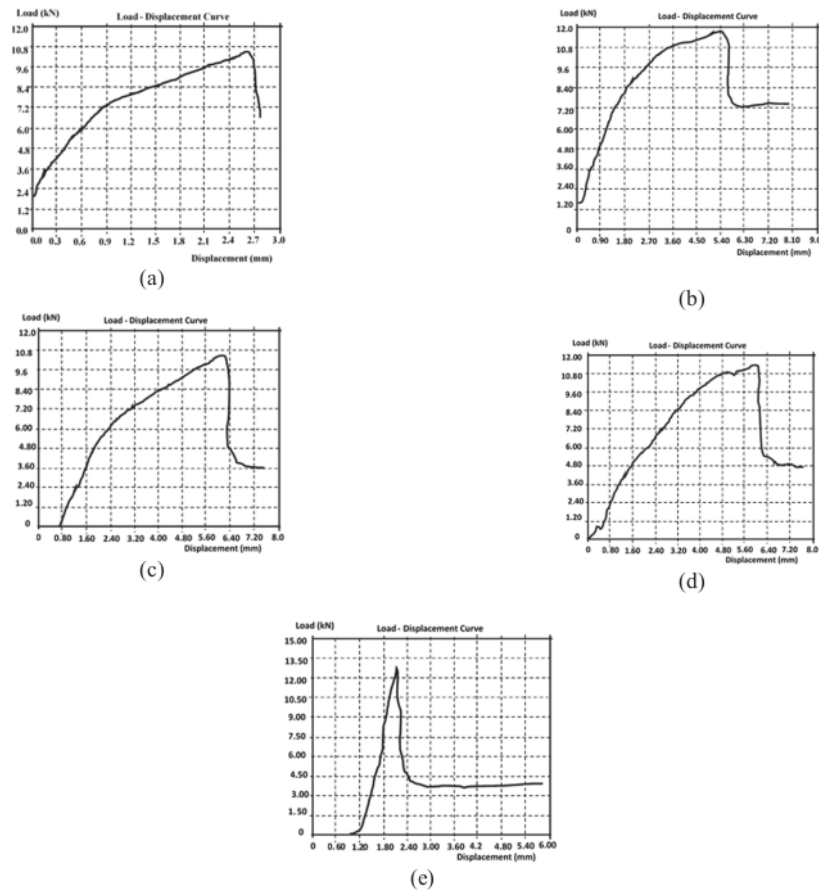 Load (kN) Load - Displacement Curve
12.0
10.8
9.6
8.4
7.3
6.0
4.8
3.6
2.4
1.2
0.0
0.0 0.3 0.6 0.9 1.2 1.5 1.8 2.1 2.4 2.7 3.0
Displacement (mm)
(a)
Load (kN) Load - Displacement Curve
12.0
10.8
9.6
8.40
7.20
6.00
4.80
3.60
2.40
1.20
0
0 0.90 1.80 2.70 3.60 4.50 5.40 6.30 7.20 8.10 9.0
Displacement (mm)
(b)
Load (kN) Load - Displacement Curve
12.0
10.8
9.6
8.40
7.20
6.00
4.80
3.60
2.40
1.20
0
0 0.80 1.60 2.40 3.20 4.00 4.80 5.60 6.40 7.20 8.0
Displacement (mm)
(c)
Load (kN) Load - Displacement Curve
12.00
10.80
9.60
8.40
7.20
6.00
4.80
3.60
2.40
1.20
0
0 0.80 1.60 2.40 3.20 4.00 4.80 5.60 6.40 7.20 8.0
Displacement (mm)
(d)
Load (kN) Load - Displacement Curve
15.00
13.50
12.00
10.50
9.00
7.50
6.00
4.50
3.00
1.50
0
0 0.60 1.20 1.80 2.40 3.00 3.60 4.20 4.80 5.40 6.00
Displacement (mm)
(e)